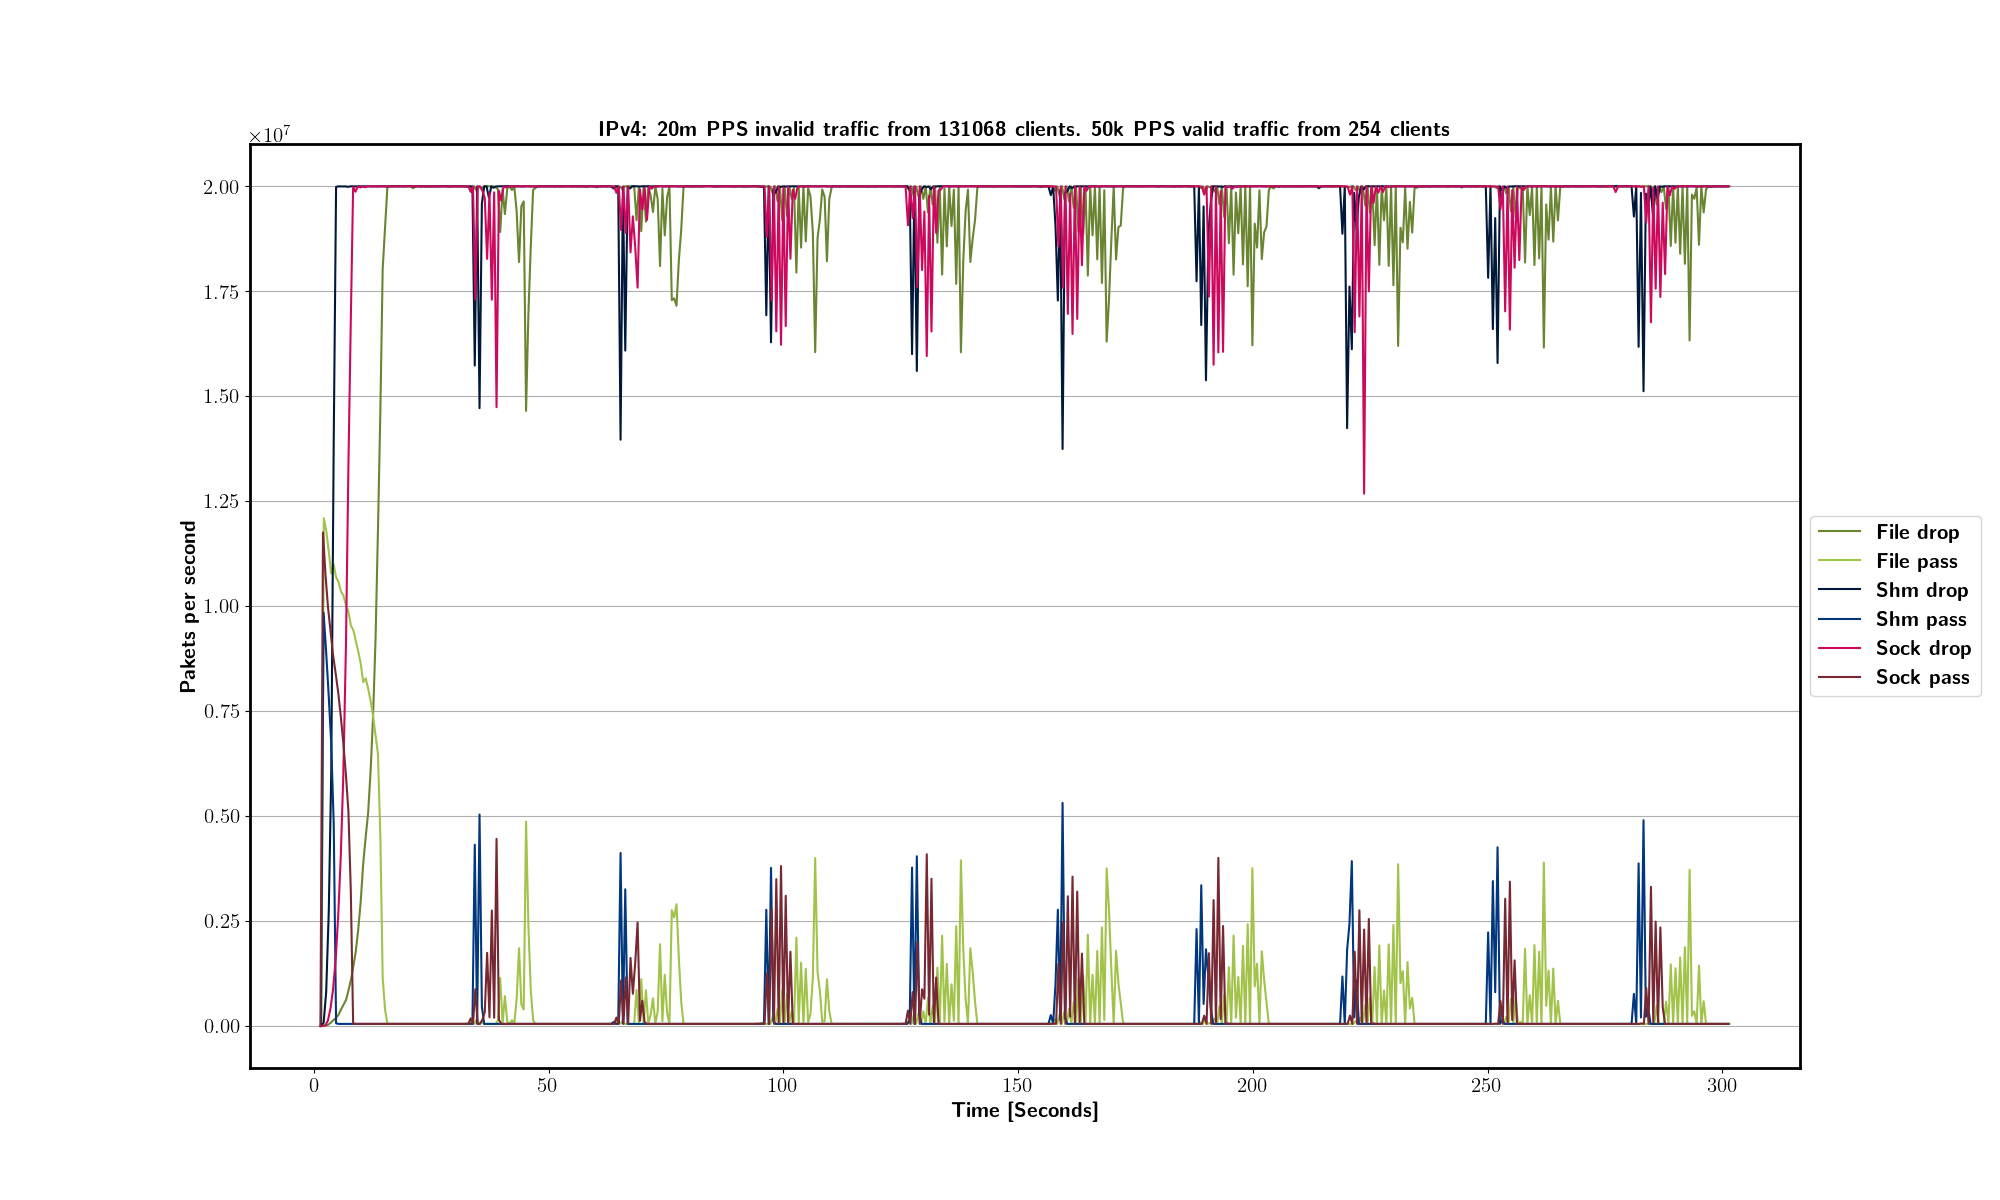 IPv4: 20m PPS invalid traffic from 131068 clients. 50k PPS valid traffic from 254 clients
×10⁷
2.00
1.75
1.50
1.25
1.00
0.75
0.50
0.25
0.00
Pakets per second
0 50 100 150 200 250 300
Time [Seconds]
File drop
File pass
Shm drop
Shm pass
Sock drop
Sock pass